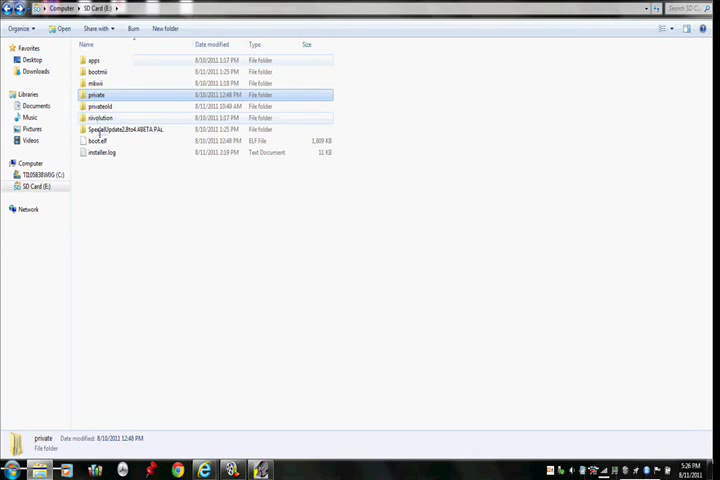 Computer ▸ SD Card (E:) ▸
Search SD C...
Organize ▾ Open Share with ▾ Burn New folder
Name Date modified Type Size
Favorites
Desktop
Downloads
Libraries
Documents
Music
Pictures
Videos
Computer
TI105838W0G (C:)
SD Card (E:)
Network
apps 8/10/2011 1:17 PM File folder
bootmii 8/11/2011 1:25 PM File folder
mkwii 8/10/2011 1:18 PM File folder
private 8/10/2011 12:48 PM File folder
privateold 8/11/2011 10:49 AM File folder
riivolution 8/10/2011 1:17 PM File folder
SpecialUpdate2.8to4.4BETA PAL 8/10/2011 1:25 PM File folder
boot.elf 8/10/2011 12:48 PM ELF File 1,809 KB
installer.log 8/11/2011 2:19 PM Text Document 11 KB
private Date modified: 8/10/2011 12:48 PM
File folder
5:26 PM
8/11/2011